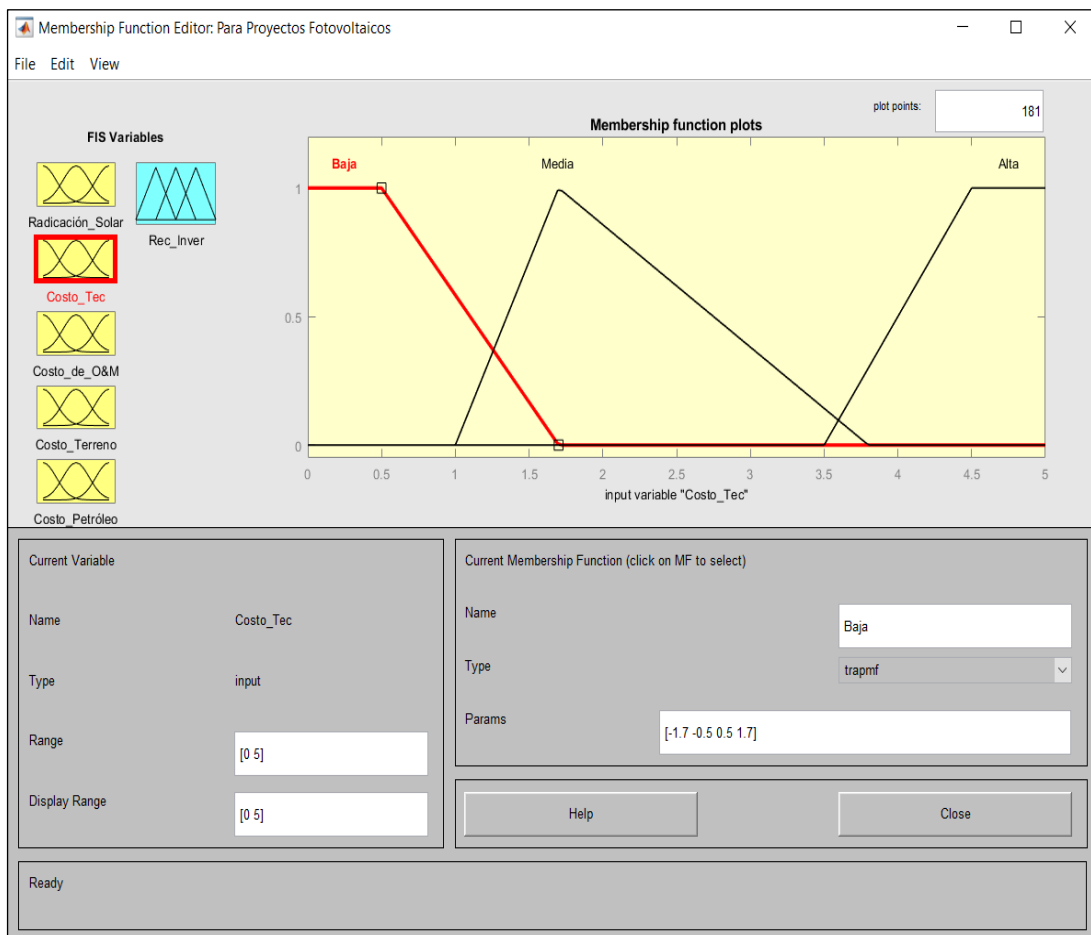 Membership Function Editor: Para Proyectos Fotovoltaicos
File Edit View
plot points: 181
FIS Variables
Membership function plots
Radicación_Solar
Rec_Inver
Costo_Tec
Costo_de_O&M
Costo_Terreno
Costo_Petróleo
Baja Media Alta
1
0.5
0
0 0.5 1 1.5 2 2.5 3 3.5 4 4.5 5
input variable "Costo_Tec"
Current Variable
Name Costo_Tec
Type input
Range [0 5]
Display Range [0 5]
Current Membership Function (click on MF to select)
Name Baja
Type trapmf
Params [-1.7 -0.5 0.5 1.7]
Help Close
Ready